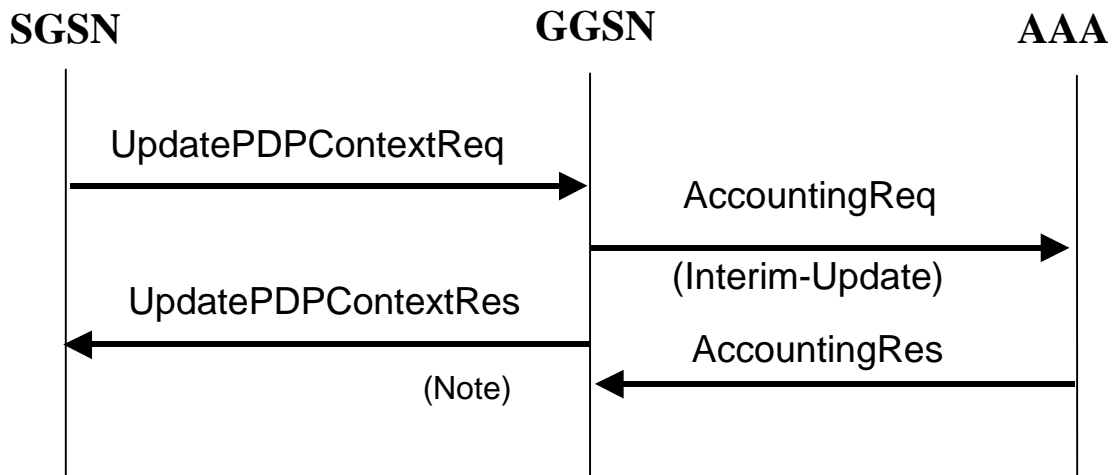 SGSN
GGSN
AAA
UpdatePDPContextReq
AccountingReq
(Interim-Update)
UpdatePDPContextRes
AccountingRes
(Note)